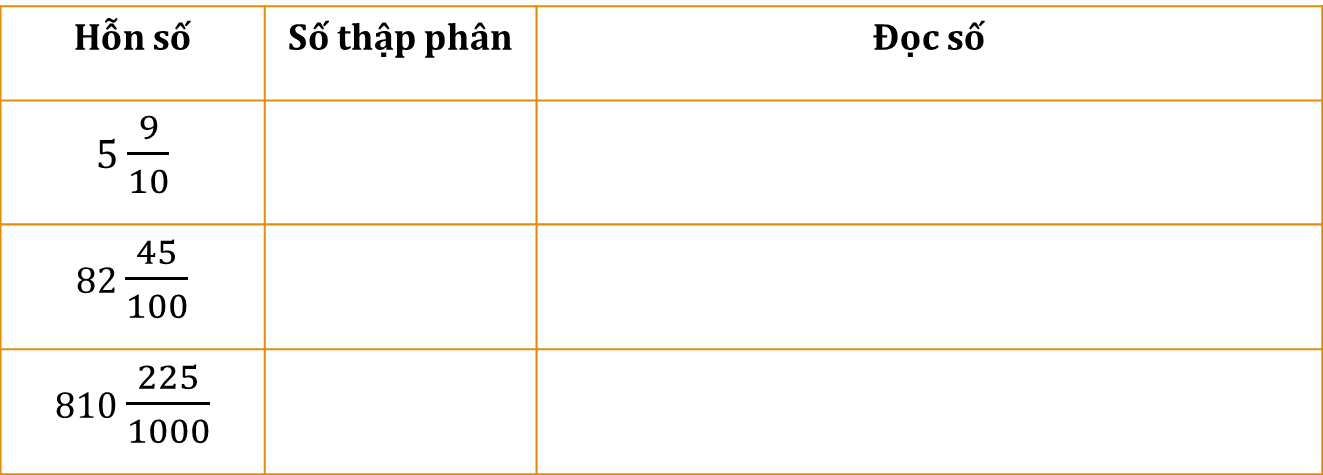 Hỗn số Số thập phân Đọc số
5 9/10
82 45/100
810 225/1000